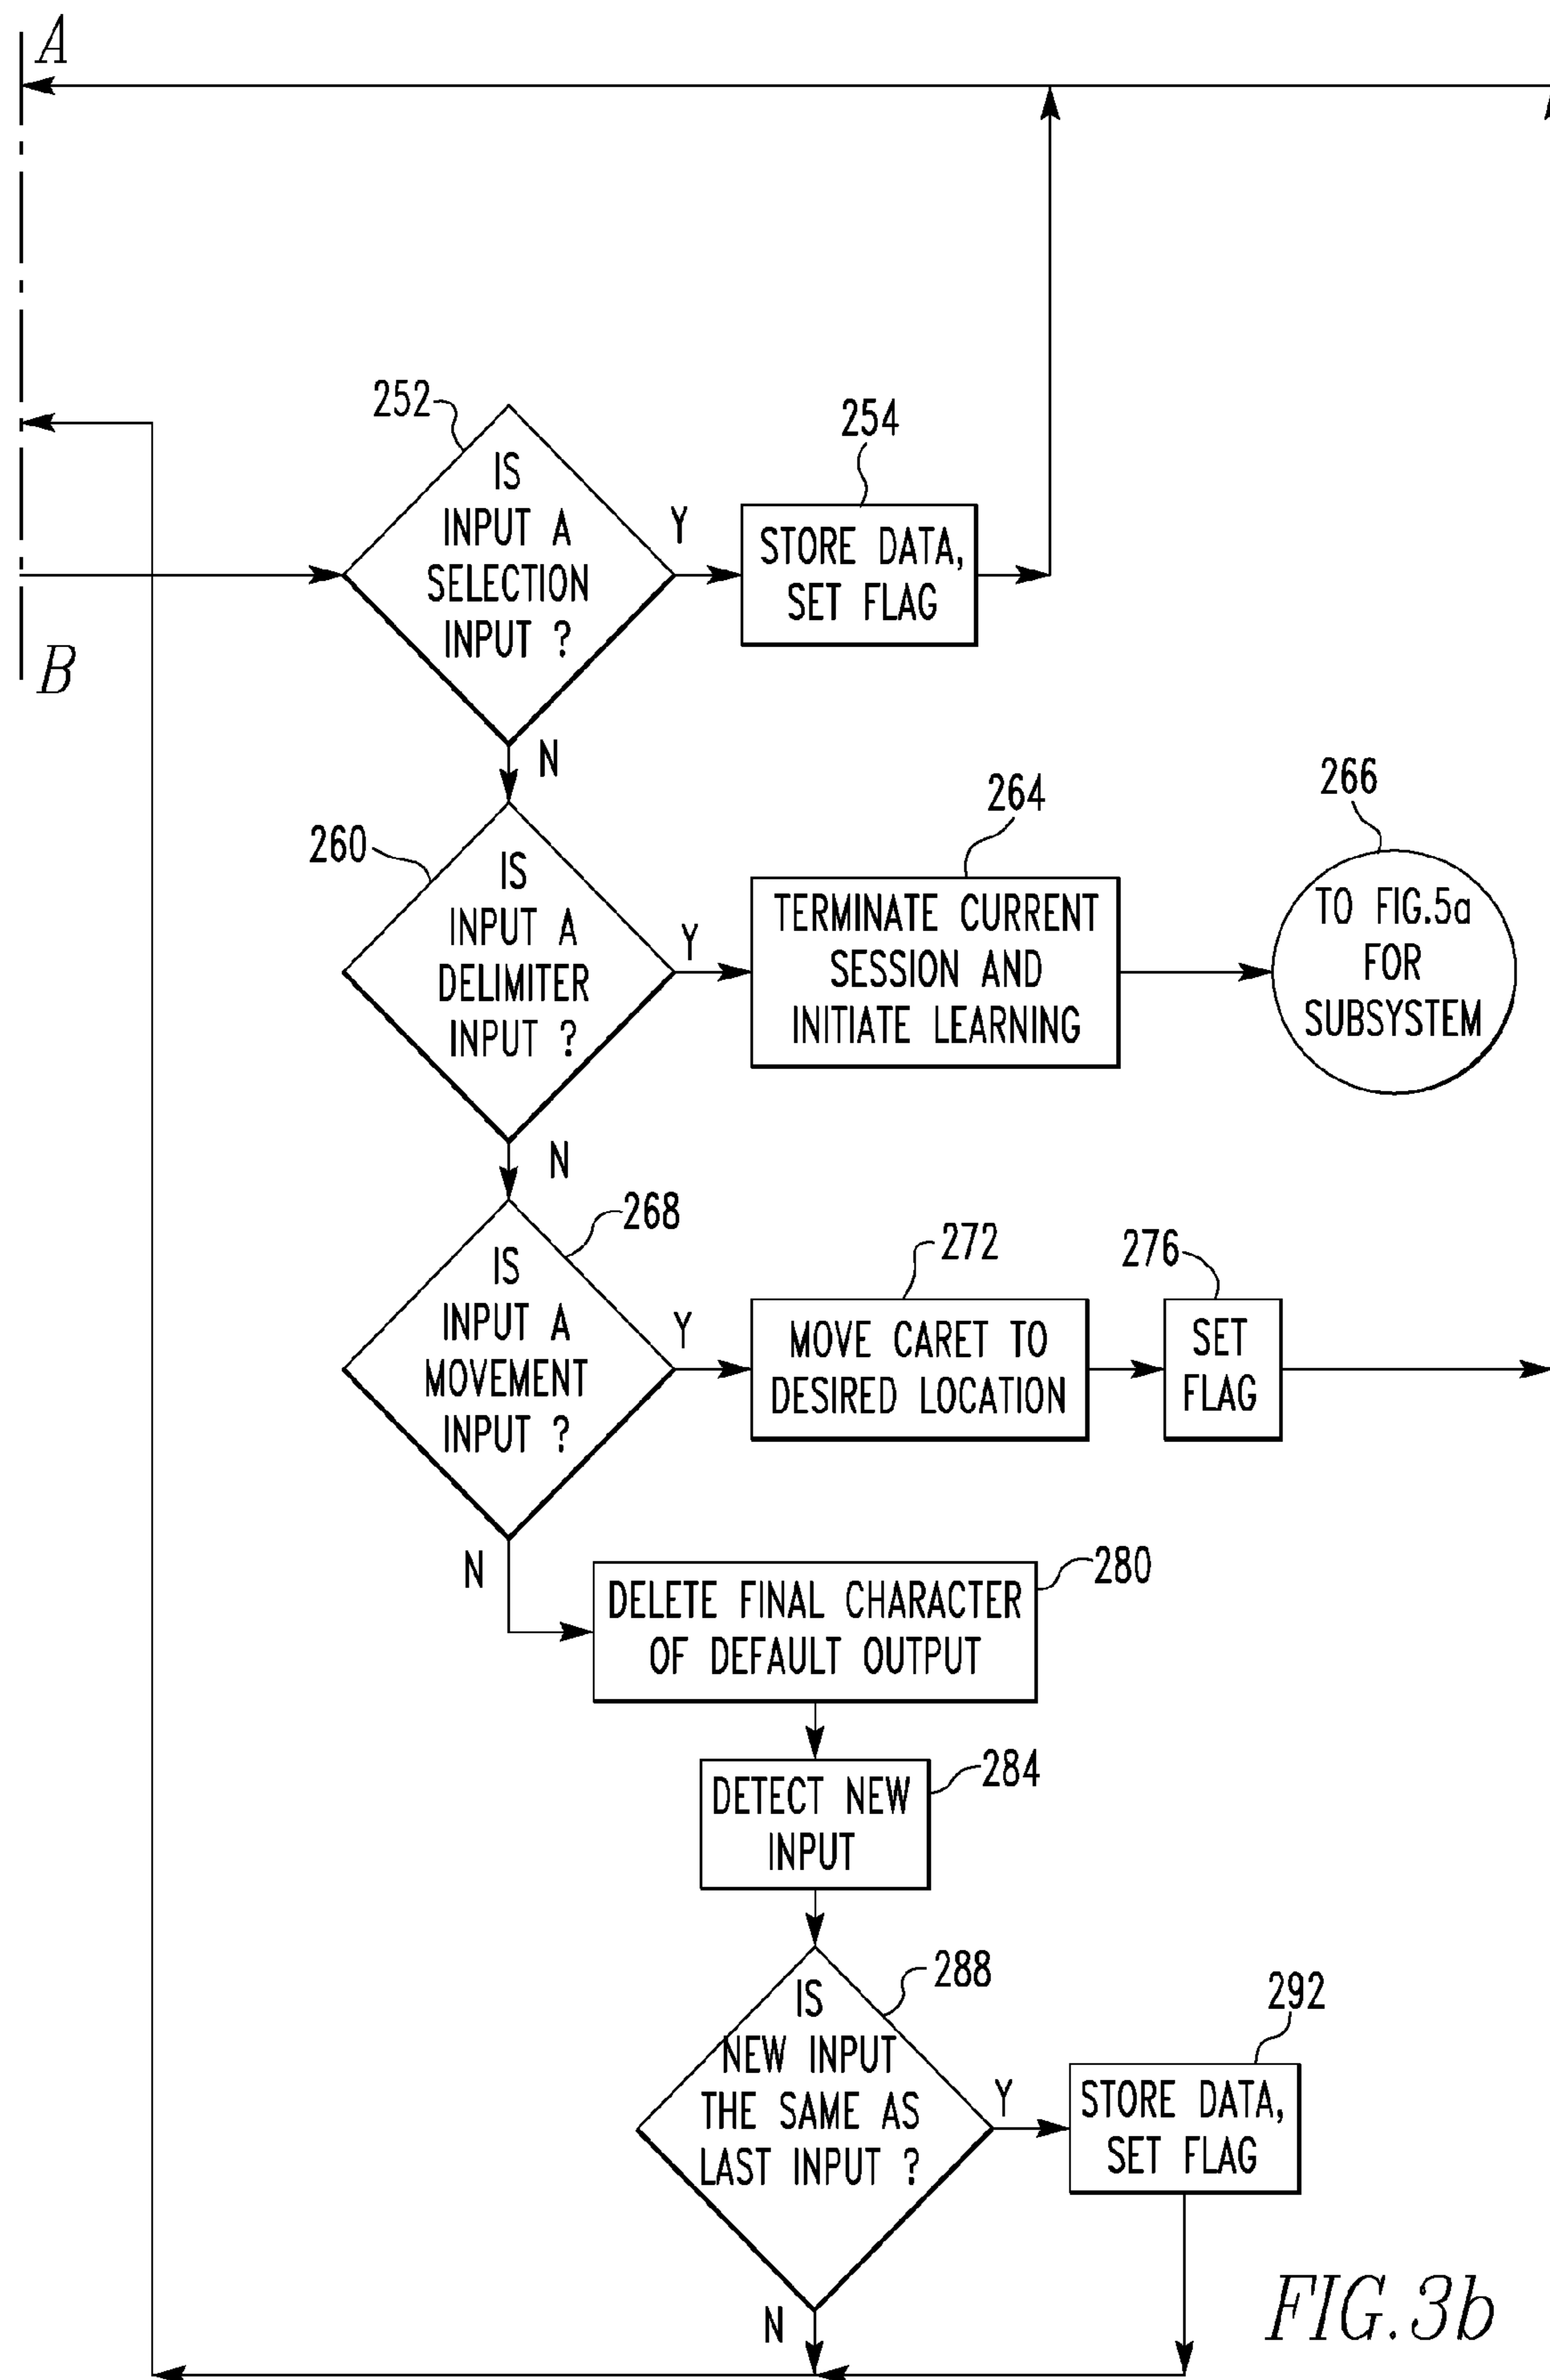 A
252
IS
INPUT A
SELECTION
INPUT ?
Y
254
STORE DATA,
SET FLAG
B
N
260
IS
INPUT A
DELIMITER
INPUT ?
Y
264
TERMINATE CURRENT
SESSION AND
INITIATE LEARNING
266
TO FIG.5a
FOR
SUBSYSTEM
N
268
IS
INPUT A
MOVEMENT
INPUT ?
Y
272
MOVE CARET TO
DESIRED LOCATION
276
SET
FLAG
N
280
DELETE FINAL CHARACTER
OF DEFAULT OUTPUT
284
DETECT NEW
INPUT
288
IS
NEW INPUT
THE SAME AS
LAST INPUT ?
Y
292
STORE DATA,
SET FLAG
N
FIG.3b